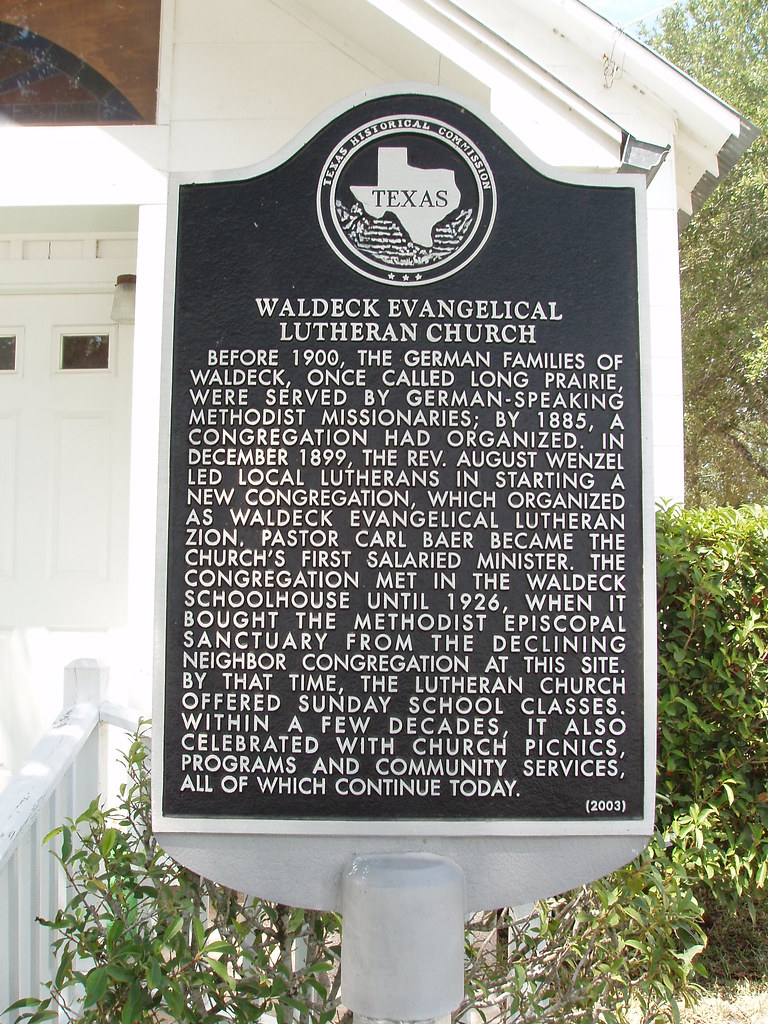 TEXAS HISTORICAL COMMISSION
TEXAS
WALDECK EVANGELICAL
LUTHERAN CHURCH
BEFORE 1900, THE GERMAN FAMILIES OF
WALDECK, ONCE CALLED LONG PRAIRIE,
WERE SERVED BY GERMAN-SPEAKING
METHODIST MISSIONARIES; BY 1885, A
CONGREGATION HAD ORGANIZED. IN
DECEMBER 1899, THE REV. AUGUST WENZEL
LED LOCAL LUTHERANS IN STARTING A
NEW CONGREGATION, WHICH ORGANIZED
AS WALDECK EVANGELICAL LUTHERAN
ZION. PASTOR CARL BAER BECAME THE
CHURCH'S FIRST SALARIED MINISTER. THE
CONGREGATION MET IN THE WALDECK
SCHOOLHOUSE UNTIL 1926, WHEN IT
BOUGHT THE METHODIST EPISCOPAL
SANCTUARY FROM THE DECLINING
NEIGHBOR CONGREGATION AT THIS SITE.
BY THAT TIME, THE LUTHERAN CHURCH
OFFERED SUNDAY SCHOOL CLASSES.
WITHIN A FEW DECADES, IT ALSO
CELEBRATED WITH CHURCH PICNICS,
PROGRAMS AND COMMUNITY SERVICES,
ALL OF WHICH CONTINUE TODAY.
(2003)